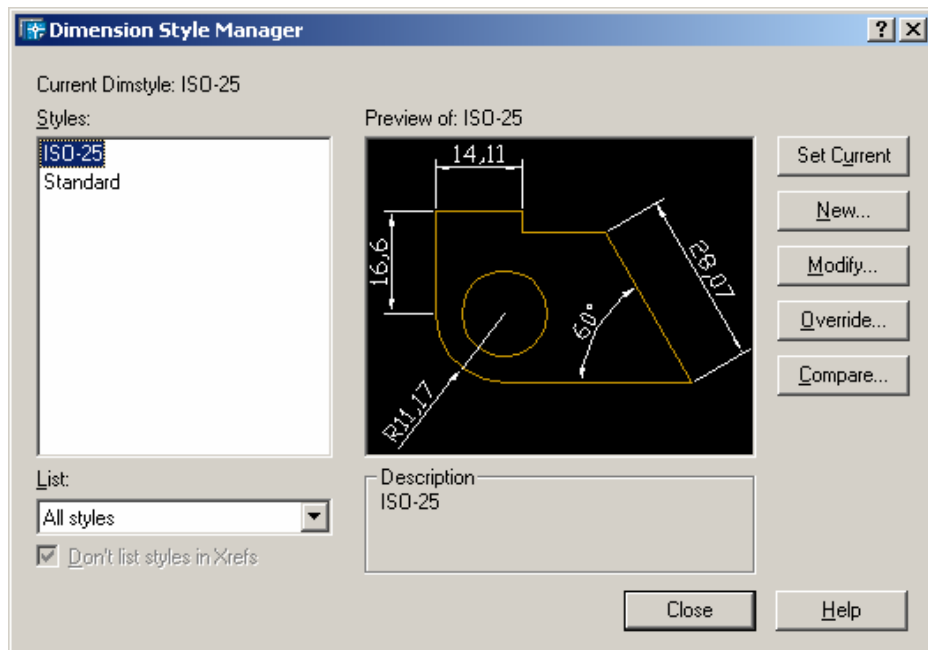 Dimension Style Manager
Current Dimstyle: ISO-25
Styles:
ISO-25
Standard
Preview of: ISO-25
14,11
16,6
28,07
60°
R11,17
Set Current
New...
Modify...
Override...
Compare...
List:
All styles
Don't list styles in Xrefs
Description
ISO-25
Close
Help